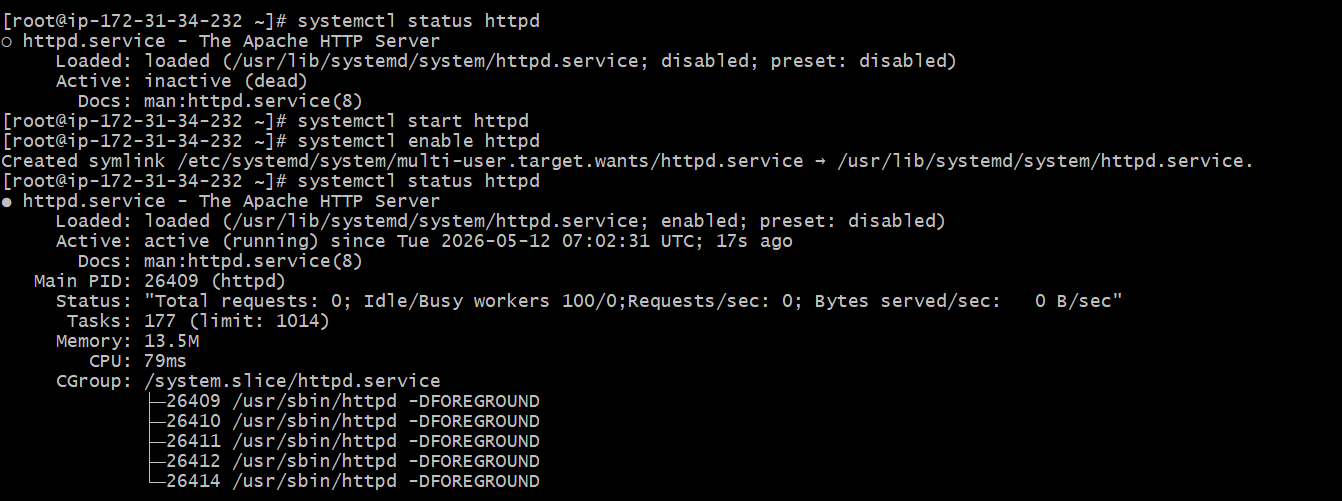 [root@ip-172-31-34-232 ~]# systemctl status httpd
○ httpd.service - The Apache HTTP Server
     Loaded: loaded (/usr/lib/systemd/system/httpd.service; disabled; preset: disabled)
     Active: inactive (dead)
       Docs: man:httpd.service(8)
[root@ip-172-31-34-232 ~]# systemctl start httpd
[root@ip-172-31-34-232 ~]# systemctl enable httpd
Created symlink /etc/systemd/system/multi-user.target.wants/httpd.service → /usr/lib/systemd/system/httpd.service.
[root@ip-172-31-34-232 ~]# systemctl status httpd
● httpd.service - The Apache HTTP Server
     Loaded: loaded (/usr/lib/systemd/system/httpd.service; enabled; preset: disabled)
     Active: active (running) since Tue 2026-05-12 07:02:31 UTC; 17s ago
       Docs: man:httpd.service(8)
   Main PID: 26409 (httpd)
     Status: "Total requests: 0; Idle/Busy workers 100/0;Requests/sec: 0; Bytes served/sec:   0 B/sec"
      Tasks: 177 (limit: 1014)
     Memory: 13.5M
        CPU: 79ms
     CGroup: /system.slice/httpd.service
             ├─26409 /usr/sbin/httpd -DFOREGROUND
             ├─26410 /usr/sbin/httpd -DFOREGROUND
             ├─26411 /usr/sbin/httpd -DFOREGROUND
             ├─26412 /usr/sbin/httpd -DFOREGROUND
             └─26414 /usr/sbin/httpd -DFOREGROUND